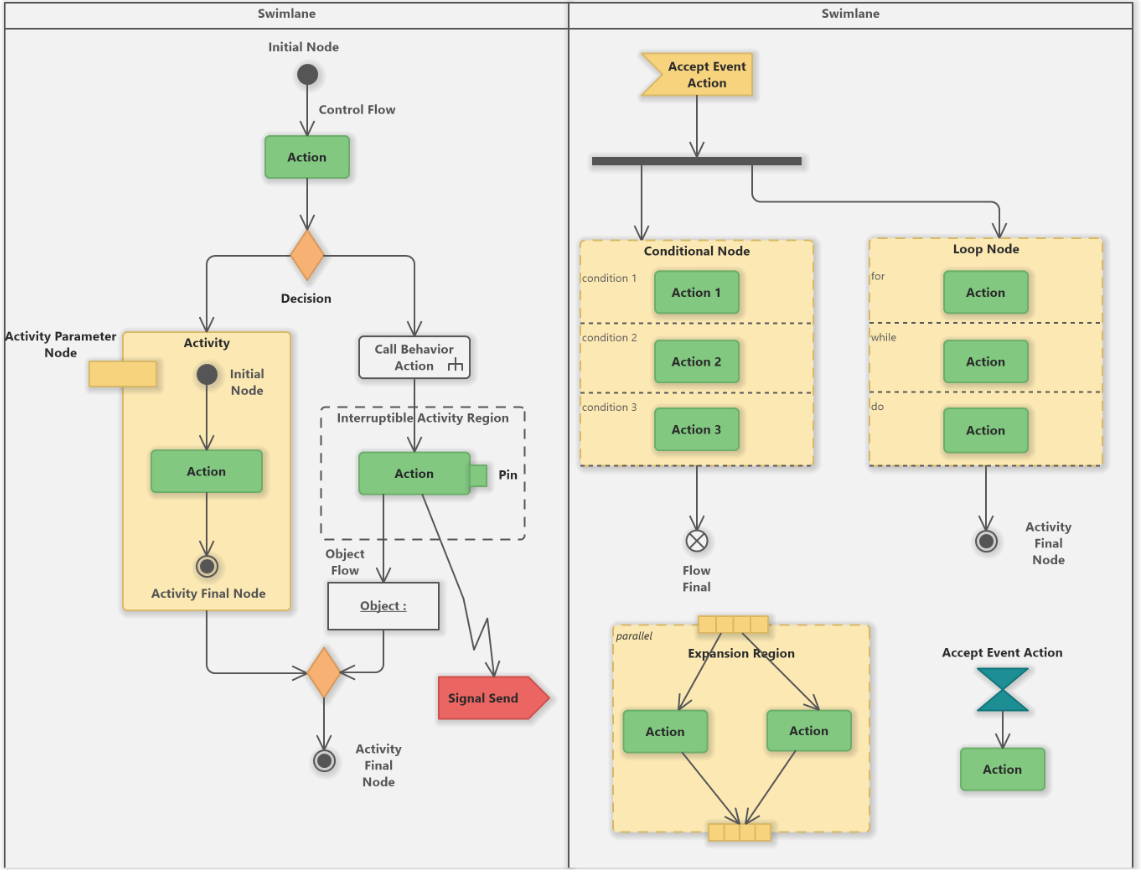 Swimlane
Initial Node
Control Flow
Action
Decision
Activity Parameter
Node
Activity
Initial
Node
Action
Activity Final Node
Call Behavior
Action
Interruptible Activity Region
Action
Pin
Object
Flow
Object :
Signal Send
Activity
Final
Node
Swimlane
Accept Event
Action
Conditional Node
condition 1
Action 1
condition 2
Action 2
condition 3
Action 3
Flow
Final
Loop Node
for
Action
while
Action
do
Action
Activity
Final
Node
parallel
Expansion Region
Action
Action
Accept Event Action
Action